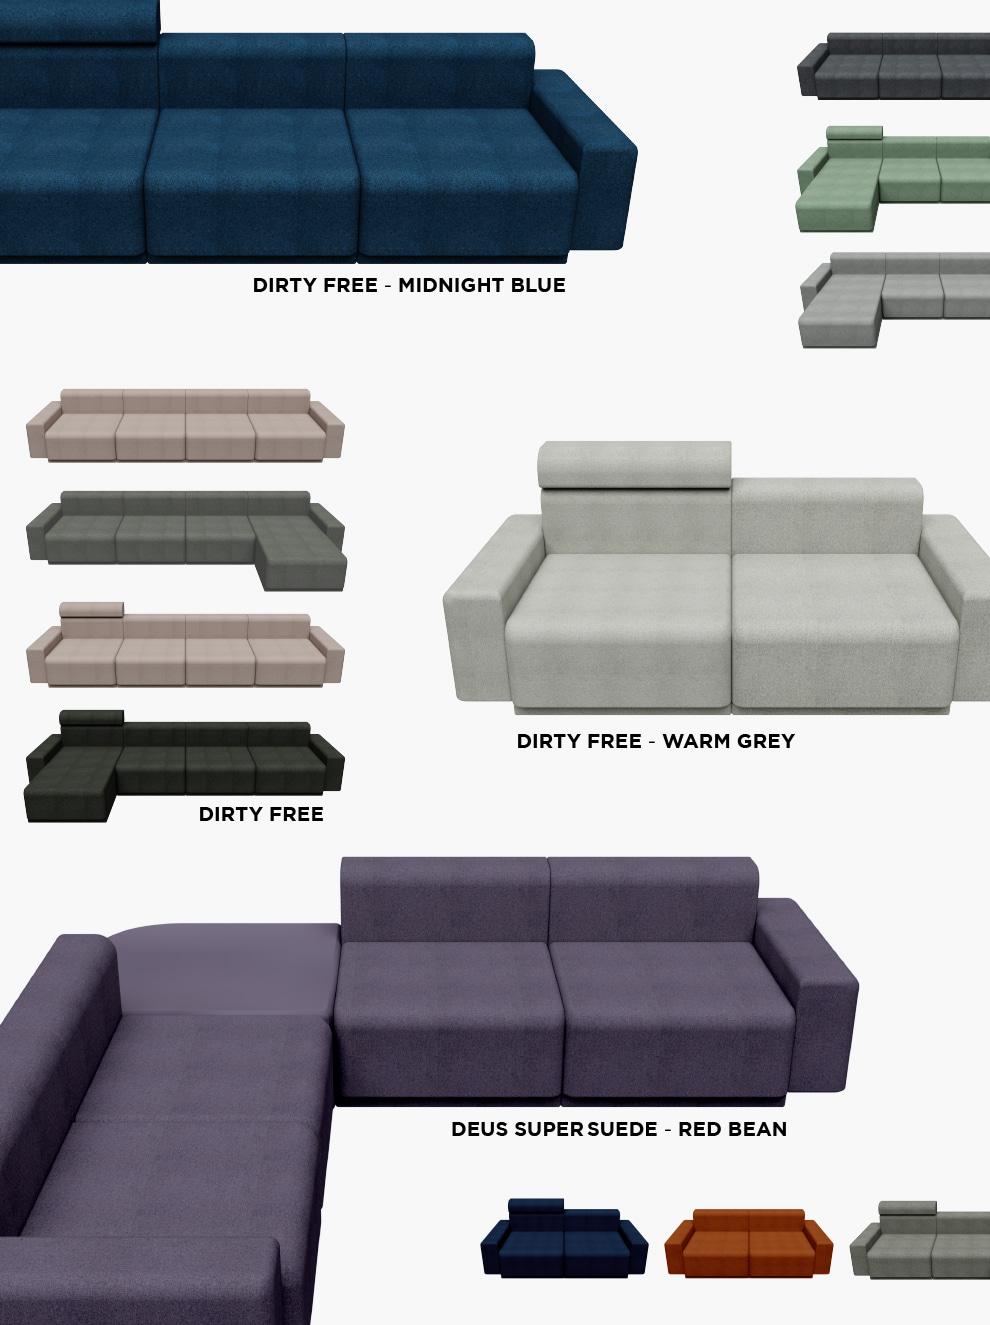 DIRTY FREE - MIDNIGHT BLUE
DIRTY FREE - WARM GREY
DIRTY FREE
DEUS SUPER SUEDE - RED BEAN